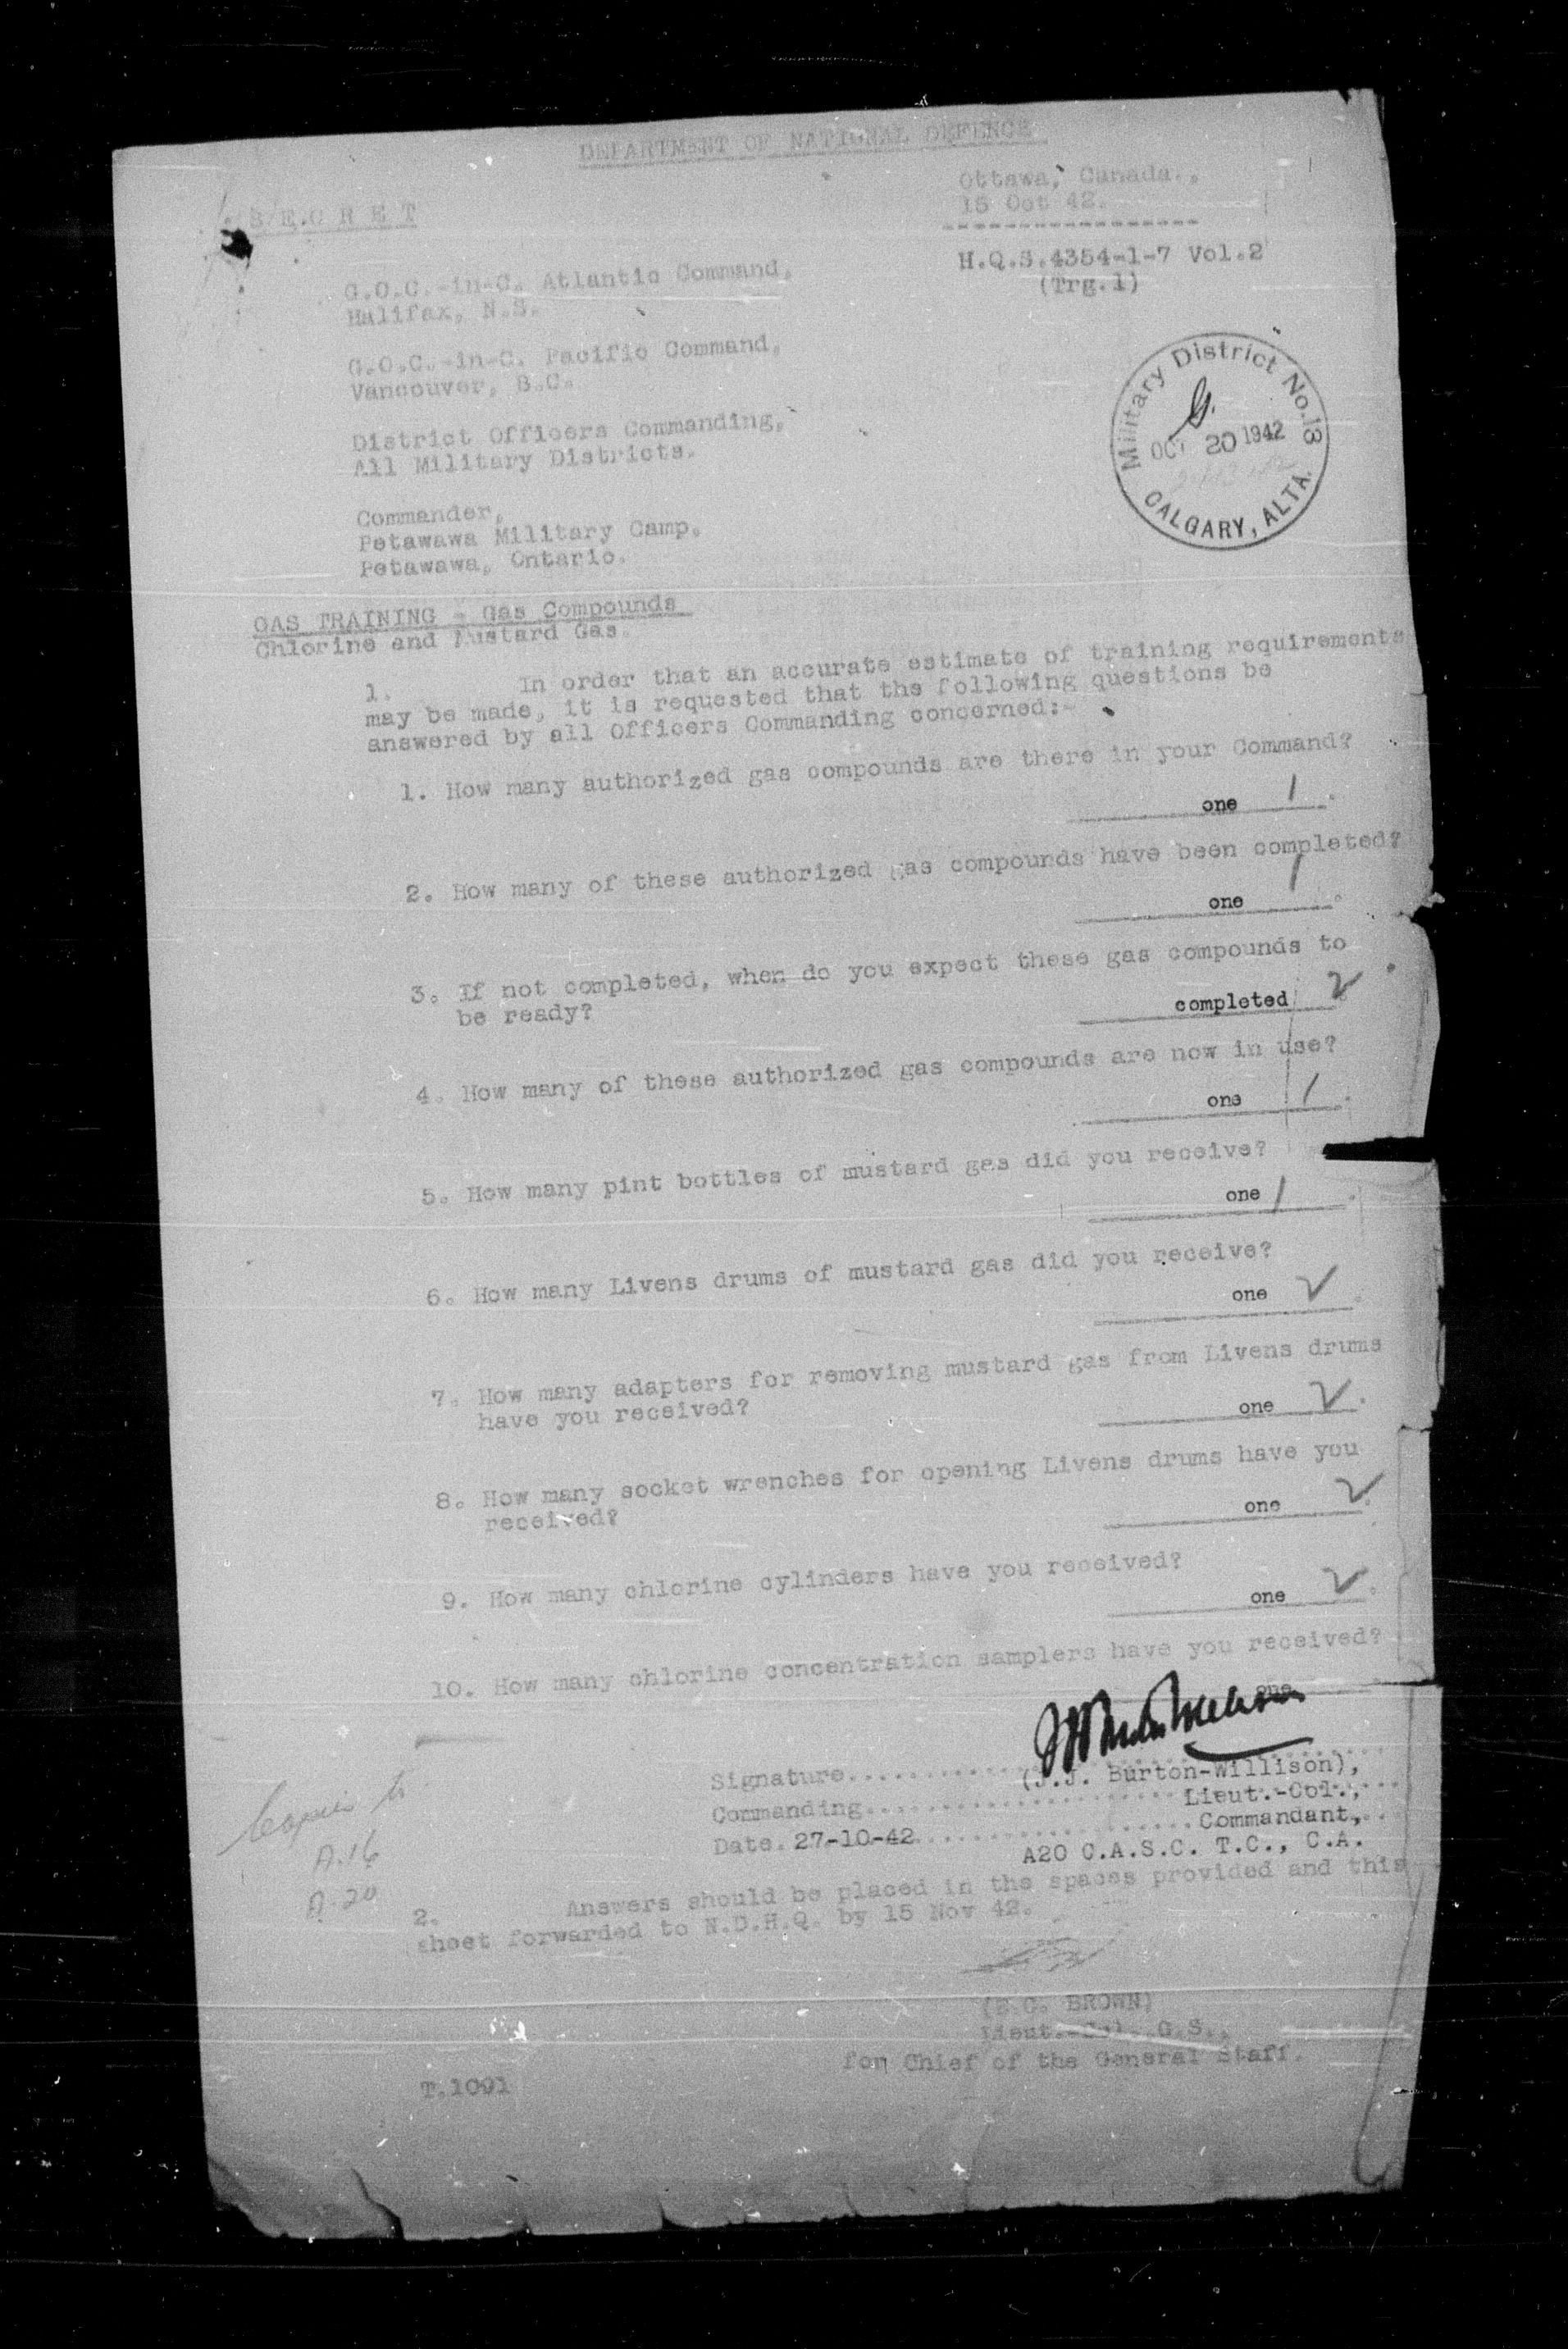 DEPARTMENT OF NATIONAL DEFENCE
Ottawa, Canada.,
15 Oct 42.
SECRET
H.Q.S.4354-1-7 Vol.2
(Trg.1)
G.O.C.-in-C. Atlantic Command,
Halifax, N.S.
G.O.C.-in-C. Pacific Command,
Vancouver, B.C.
District Officers Commanding,
All Military Districts.
Commander,
Petawawa Military Camp,
Petawawa, Ontario.
Military District No.13
G.
OCT 20 1942
CALGARY, ALTA.
GAS TRAINING - Gas Compounds
Chlorine and Mustard Gas.
1. In order that an accurate estimate of training requirements
may be made, it is requested that the following questions be
answered by all Officers Commanding concerned:-
1. How many authorized gas compounds are there in your Command?
one 1.
2. How many of these authorized gas compounds have been completed?
one 1.
3. If not completed, when do you expect these gas compounds to
be ready?
completed
4. How many of these authorized gas compounds are now in use?
one 1.
5. How many pint bottles of mustard gas did you receive?
one 1.
6. How many Livens drums of mustard gas did you receive?
one
7. How many adapters for removing mustard gas from Livens drums
have you received?
one
8. How many socket wrenches for opening Livens drums have you
received?
one
9. How many chlorine cylinders have you received?
one
10. How many chlorine concentration samplers have you received?
one
Signature
(J.J. Burton-Willison),
Commanding
Lieut.-Col.,
Date. 27-10-42
Commandant,
A20 C.A.S.C. T.C., C.A.
Copies to
A.16
A.20
2. Answers should be placed in the spaces provided and this
sheet forwarded to N.D.H.Q. by 15 Nov 42.
BROWN)
Lieut.-Col. G.S.,
for Chief of the General Staff.
T.1091